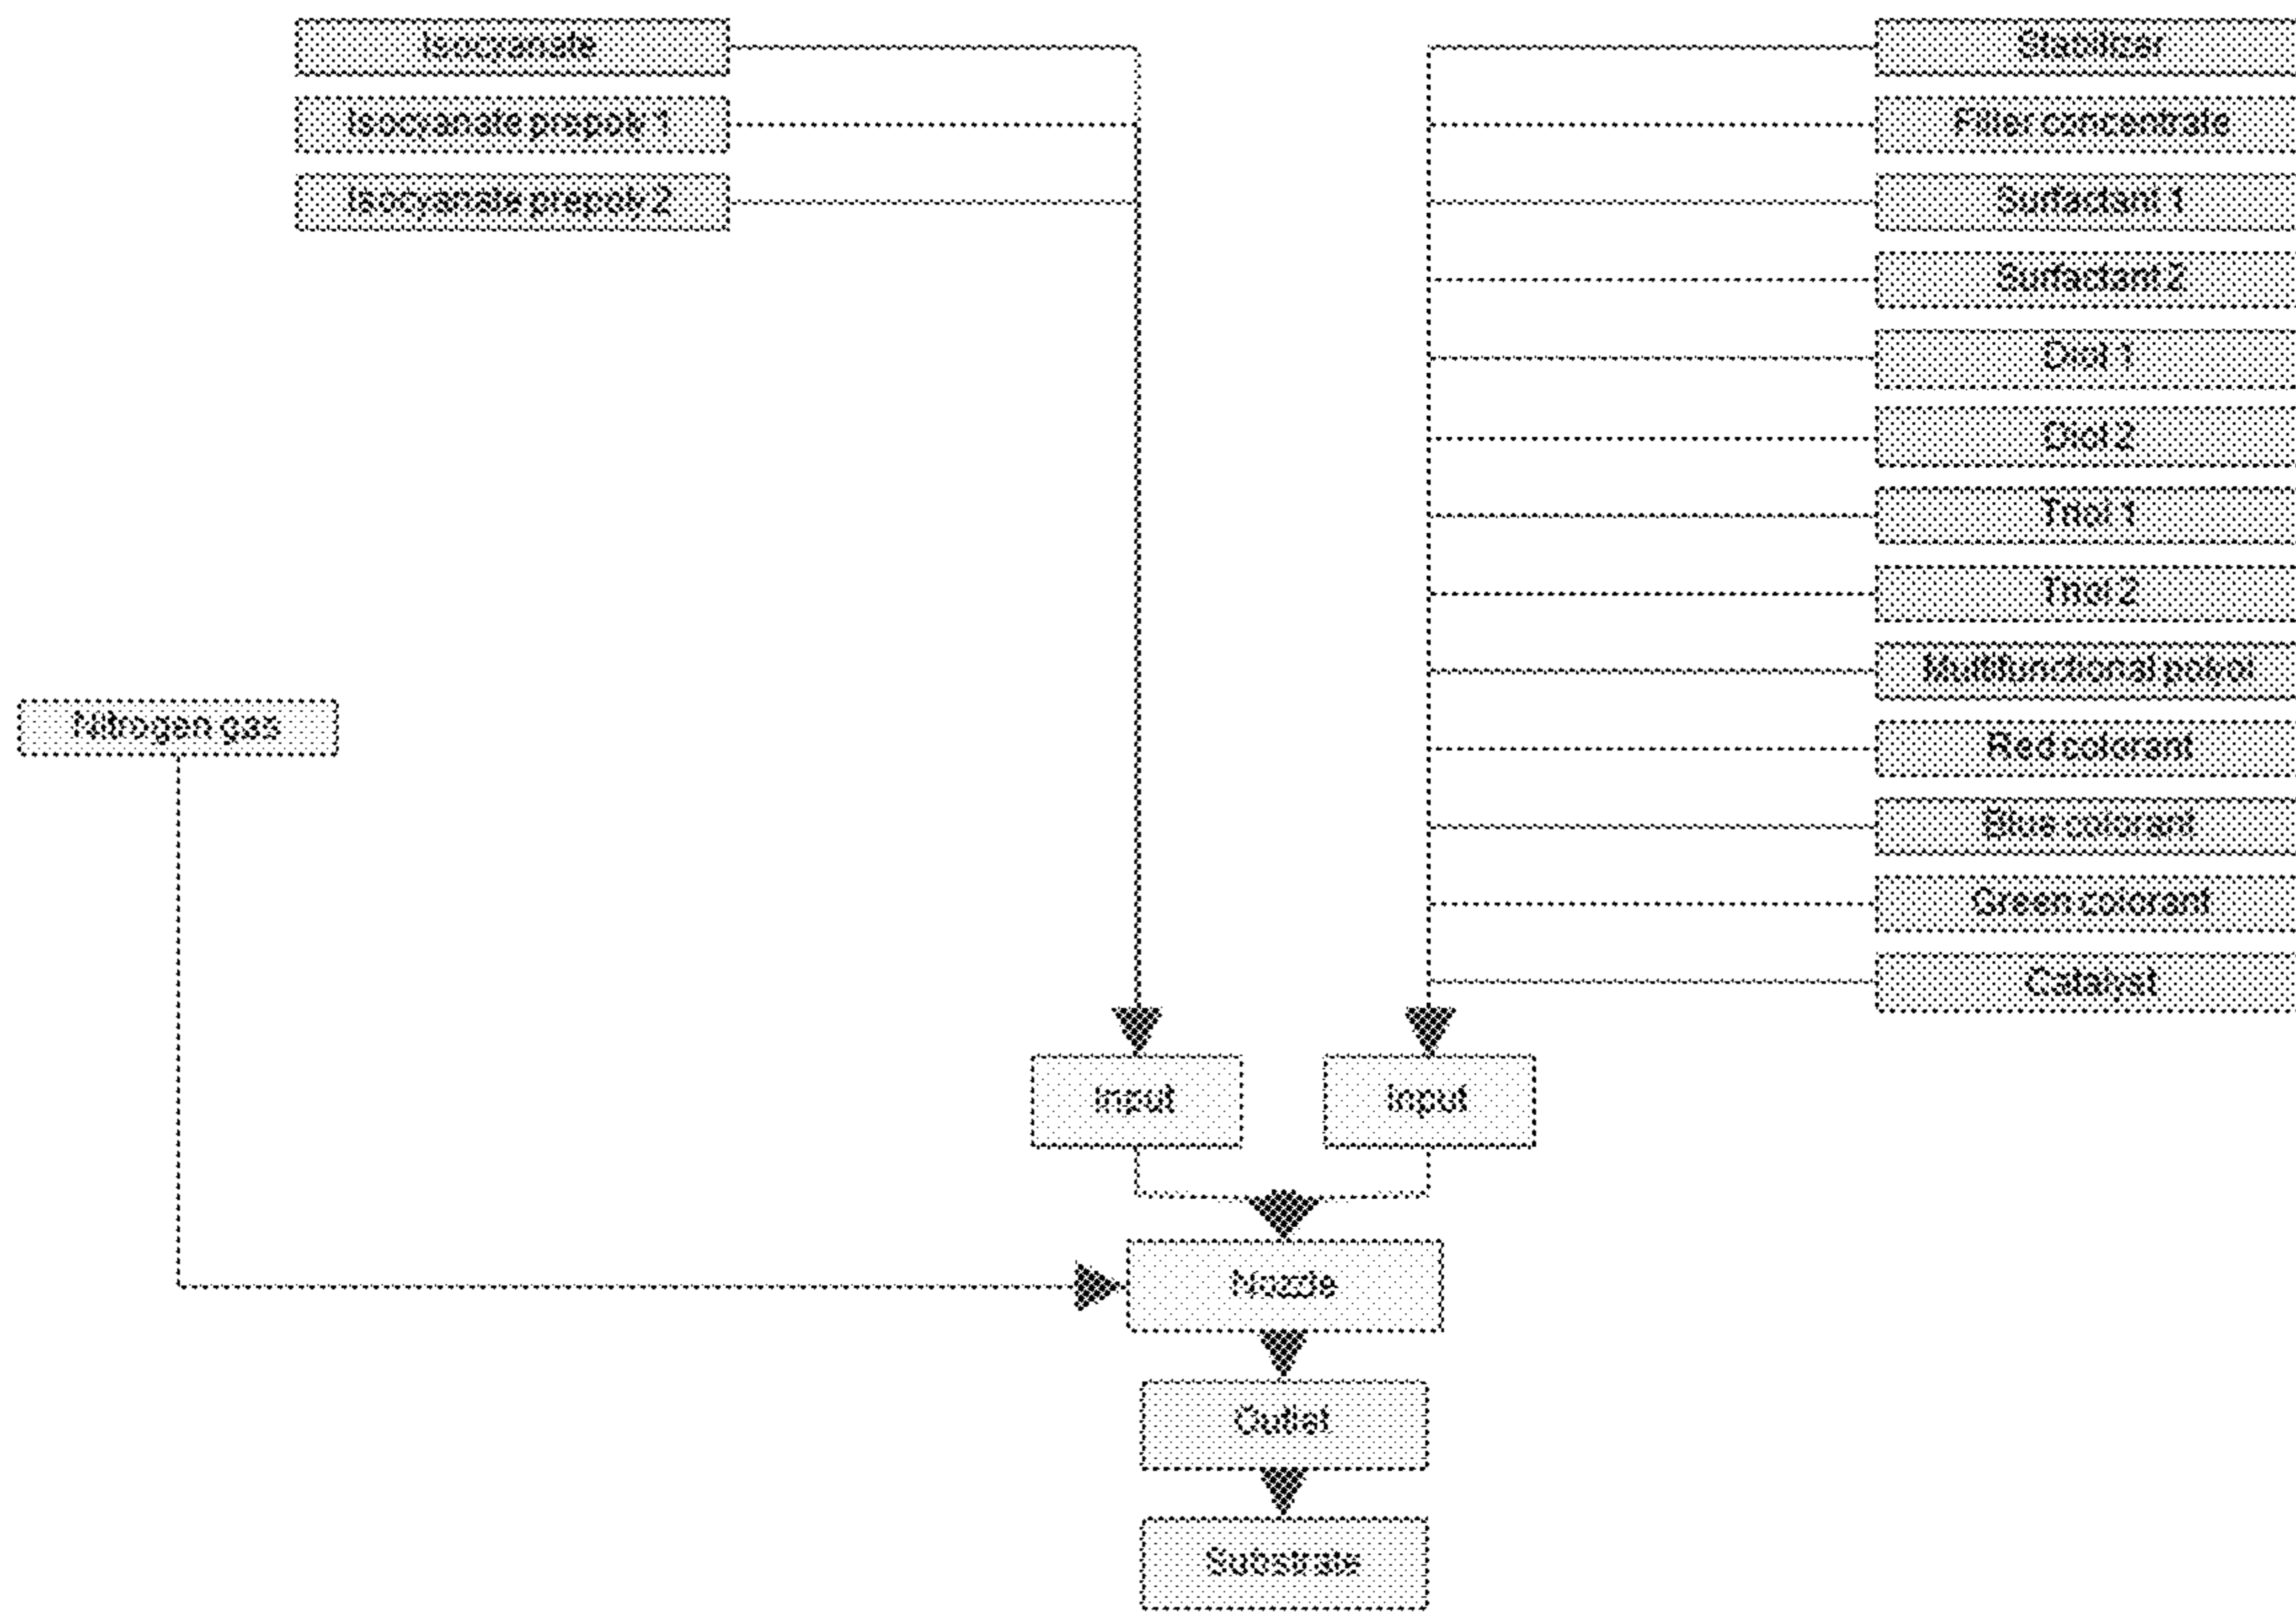 Isocyanate
Isocyanate prepoly 1
Isocyanate prepoly 2
Stabilizer
Filler concentrate
Surfactant 1
Surfactant 2
Diol 1
Diol 2
Triol 1
Triol 2
Multifunctional polyol
Red colorant
Blue colorant
Green colorant
Catalyst
Nitrogen gas
Input
Input
Nozzle
Outlet
Substrate